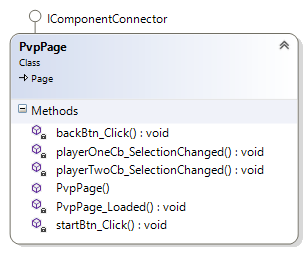 IComponentConnector
PvpPage
Class
Page
Methods
backBtn_Click() : void
playerOneCb_SelectionChanged() : void
playerTwoCb_SelectionChanged() : void
PvpPage()
PvpPage_Loaded() : void
startBtn_Click() : void